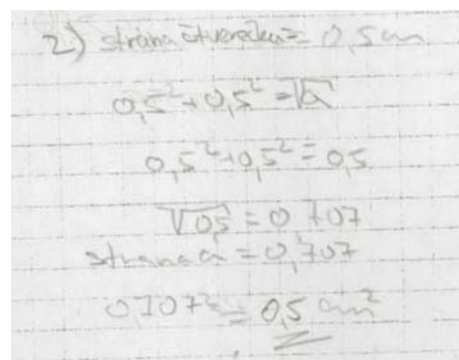 2) strana čtverečku = 0,5 cm
0,5² + 0,5² = √a
0,5² + 0,5² = 0,5
√0,5 = 0,707
strana a = 0,707
0,707² = 0,5 cm²